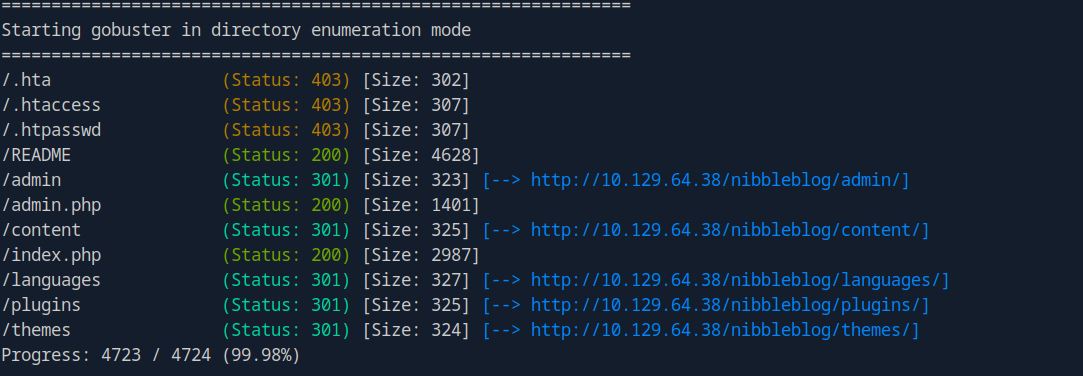 ===============================================================
Starting gobuster in directory enumeration mode
===============================================================
/.hta                 (Status: 403) [Size: 302]
/.htaccess            (Status: 403) [Size: 307]
/.htpasswd            (Status: 403) [Size: 307]
/README               (Status: 200) [Size: 4628]
/admin                (Status: 301) [Size: 323] [--> http://10.129.64.38/nibbleblog/admin/]
/admin.php            (Status: 200) [Size: 1401]
/content              (Status: 301) [Size: 325] [--> http://10.129.64.38/nibbleblog/content/]
/index.php            (Status: 200) [Size: 2987]
/languages            (Status: 301) [Size: 327] [--> http://10.129.64.38/nibbleblog/languages/]
/plugins              (Status: 301) [Size: 325] [--> http://10.129.64.38/nibbleblog/plugins/]
/themes               (Status: 301) [Size: 324] [--> http://10.129.64.38/nibbleblog/themes/]
Progress: 4723 / 4724 (99.98%)